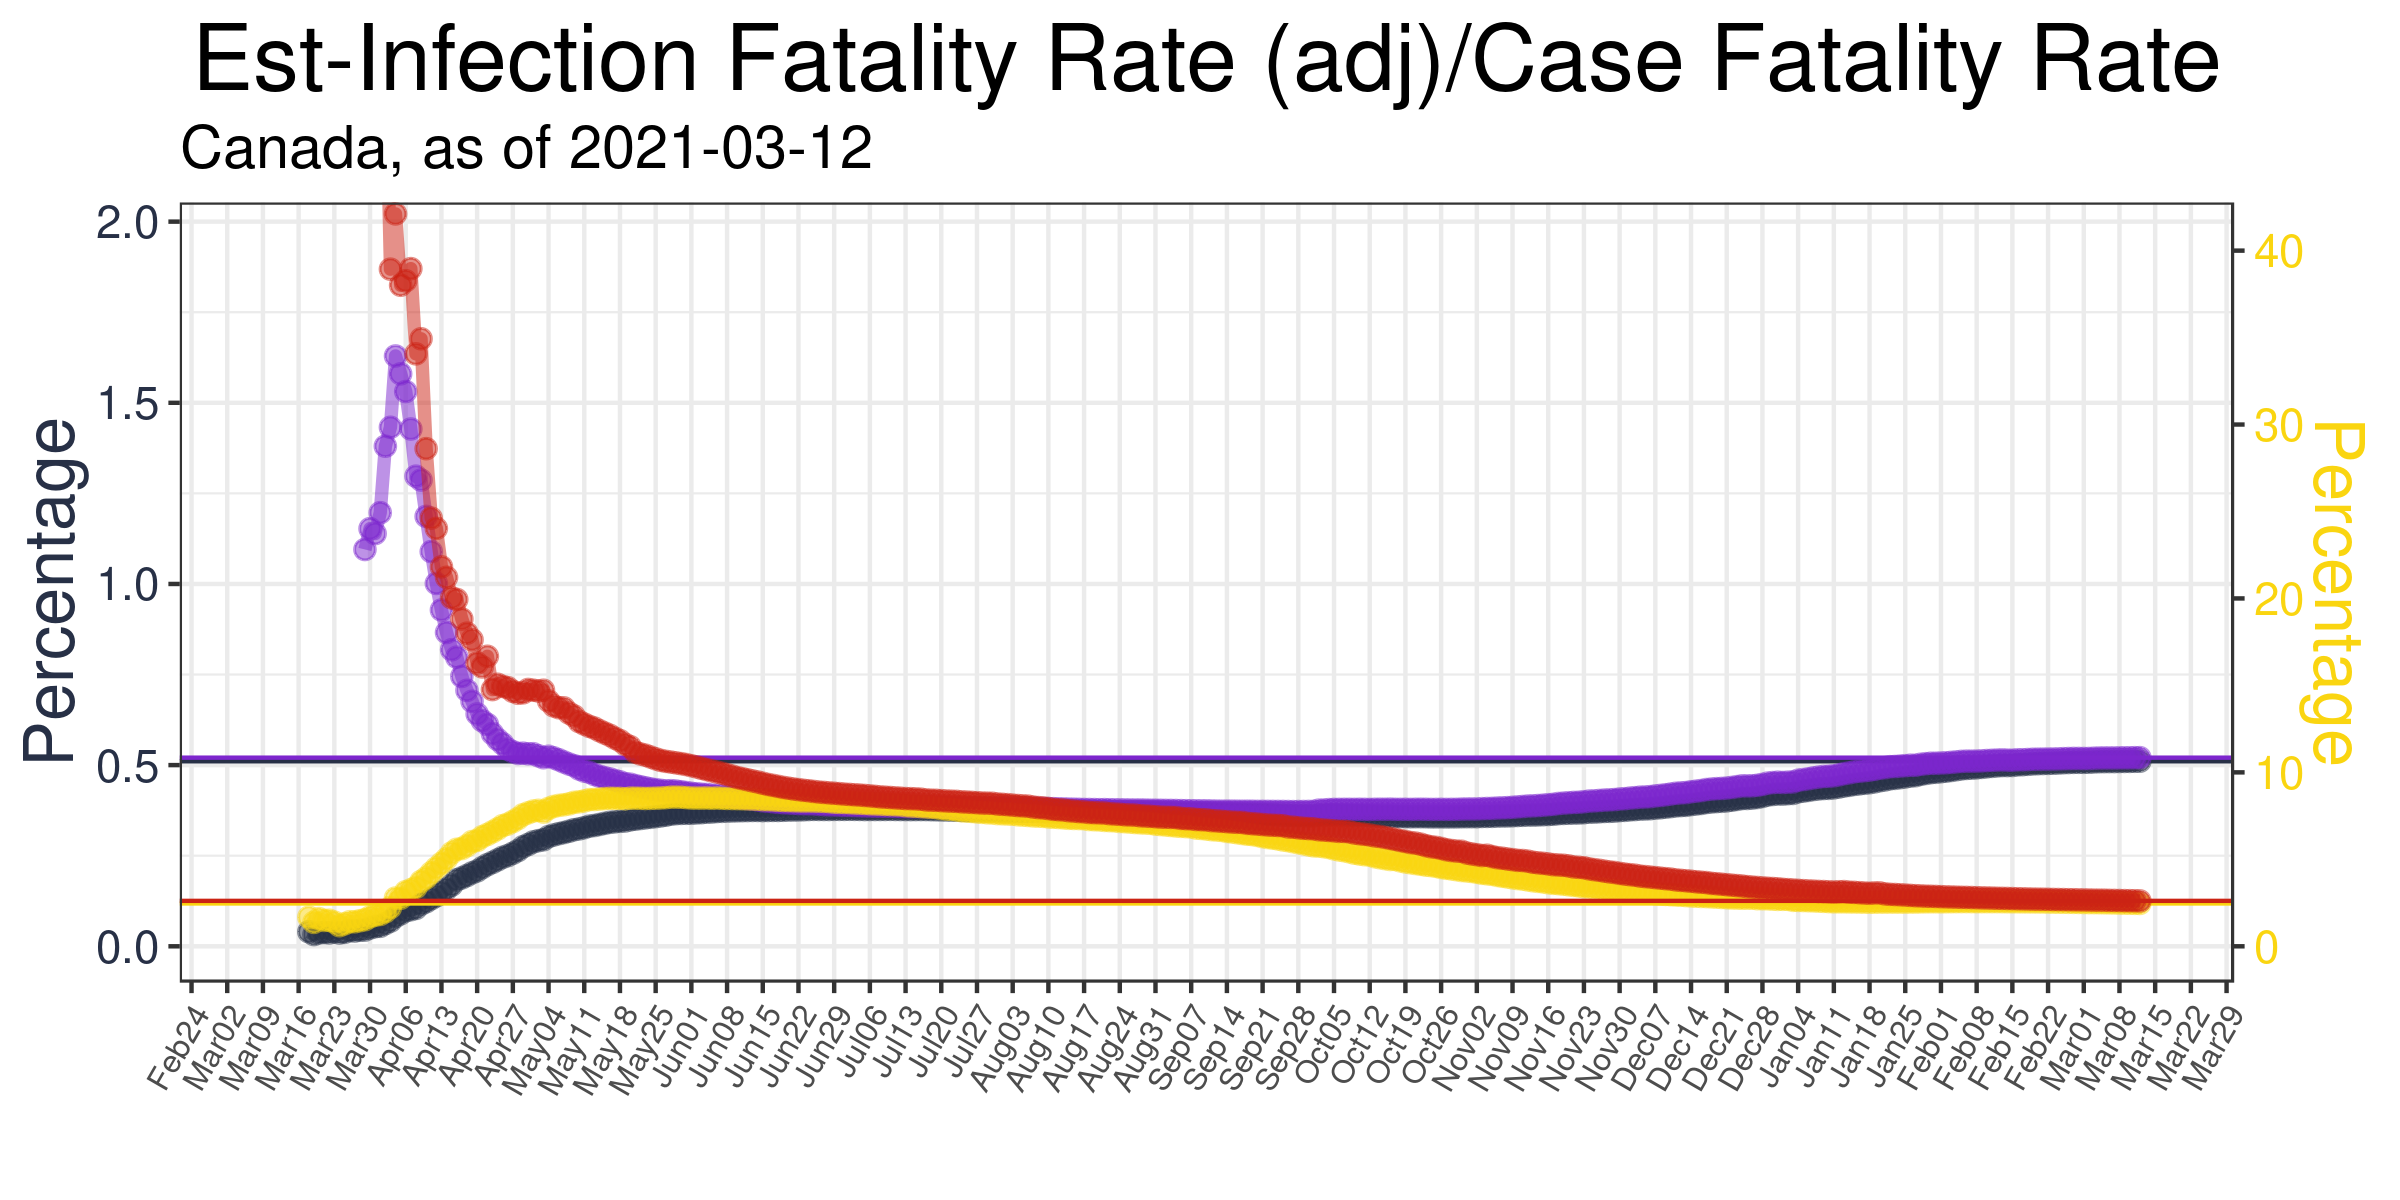 Est-Infection Fatality Rate (adj)/Case Fatality Rate
Canada, as of 2021-03-12
Percentage
2.0
1.5
1.0
0.5
0.0
40
30
20
10
0
Percentage
Feb24
Mar02
Mar09
Mar16
Mar23
Mar30
Apr06
Apr13
Apr20
Apr27
May04
May11
May18
May25
Jun01
Jun08
Jun15
Jun22
Jun29
Jul06
Jul13
Jul20
Jul27
Aug03
Aug10
Aug17
Aug24
Aug31
Sep07
Sep14
Sep21
Sep28
Oct05
Oct12
Oct19
Oct26
Nov02
Nov09
Nov16
Nov23
Nov30
Dec07
Dec14
Dec21
Dec28
Jan04
Jan11
Jan18
Jan25
Feb01
Feb08
Feb15
Feb22
Mar01
Mar08
Mar15
Mar22
Mar29